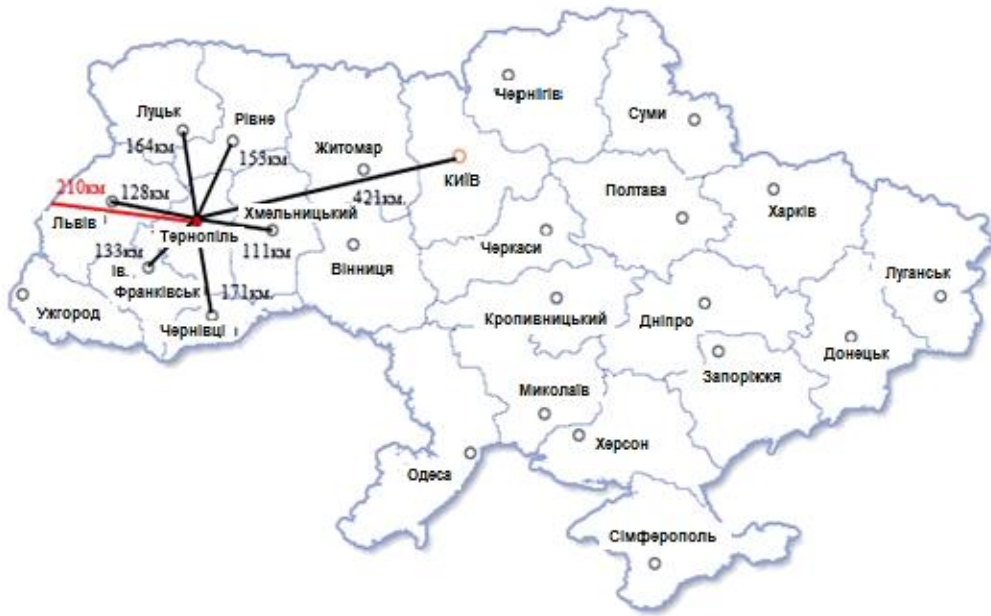 Чернігів
Суми
Луцьк
Рівне
164км
155км
Житомар
КИЇВ
Полтава
Харків
210км
128км
421км.
Хмельницький
Львів
Тернопіль
111км
133км
Черкаси
Вінниця
Луганськ
ів.
Франківськ
171км.
Ужгород
Чернівці
Кропивницький
Дніпро
Донецьк
Запоріжжя
Миколаїв
Херсон
Одеса
Сімферополь